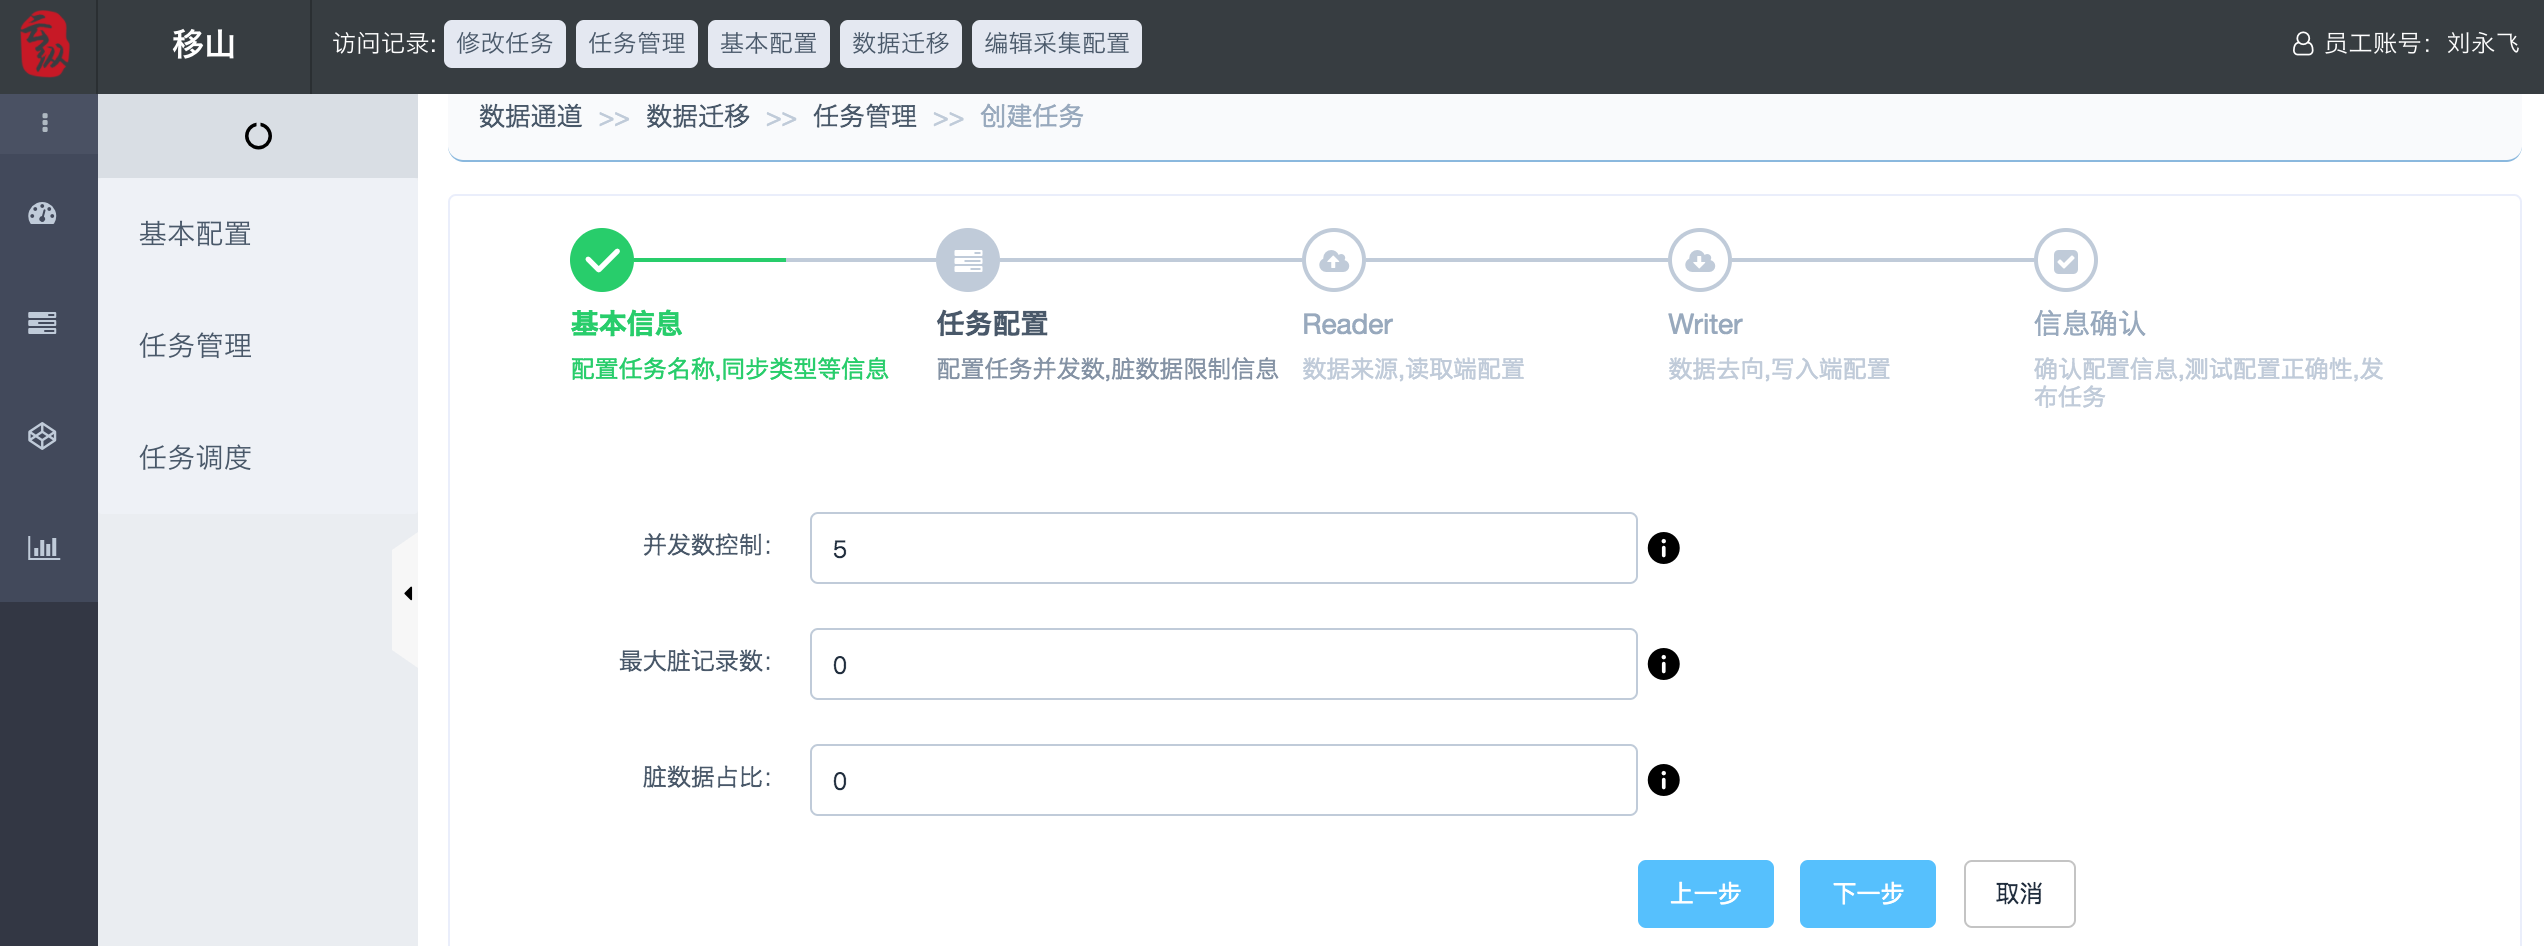 云纵
移山
访问记录: 修改任务 任务管理 基本配置 数据迁移 编辑采集配置
员工账号：刘永飞
数据通道 >> 数据迁移 >> 任务管理 >> 创建任务
基本配置
任务管理
任务调度
基本信息
配置任务名称,同步类型等信息
任务配置
配置任务并发数,脏数据限制信息
Reader
数据来源,读取端配置
Writer
数据去向,写入端配置
信息确认
确认配置信息,测试配置正确性,发
布任务
并发数控制: 5
最大脏记录数: 0
脏数据占比: 0
上一步 下一步 取消